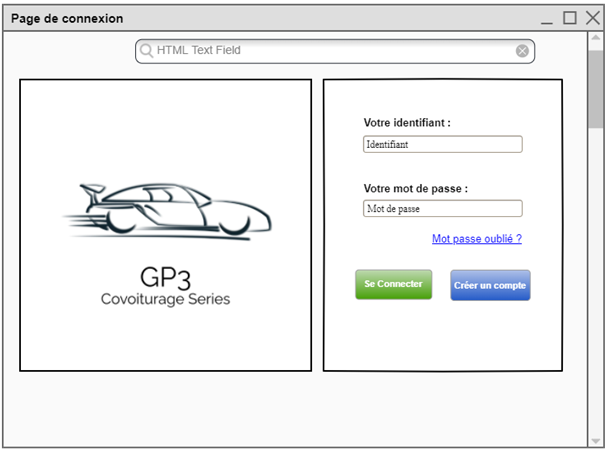 Page de connexion
HTML Text Field
Votre identifiant :
Identifiant
Votre mot de passe :
Mot de passe
Mot passe oublié ?
Se Connecter
Créer un compte
GP3
Covoiturage Series